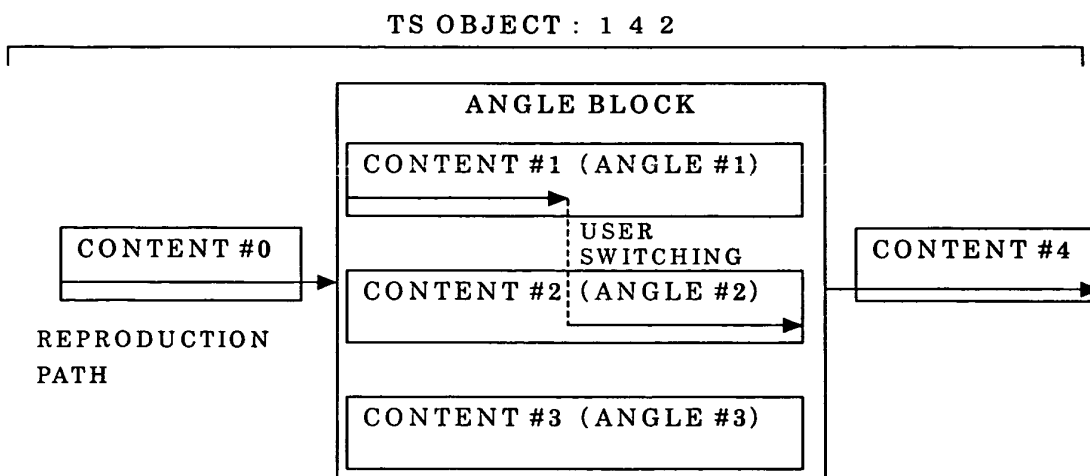 TS OBJECT : 1 4 2
ANGLE BLOCK
CONTENT #1 (ANGLE #1)
USER
SWITCHING
CONTENT #0
CONTENT #4
CONTENT #2 (ANGLE #2)
REPRODUCTION
PATH
CONTENT #3 (ANGLE #3)